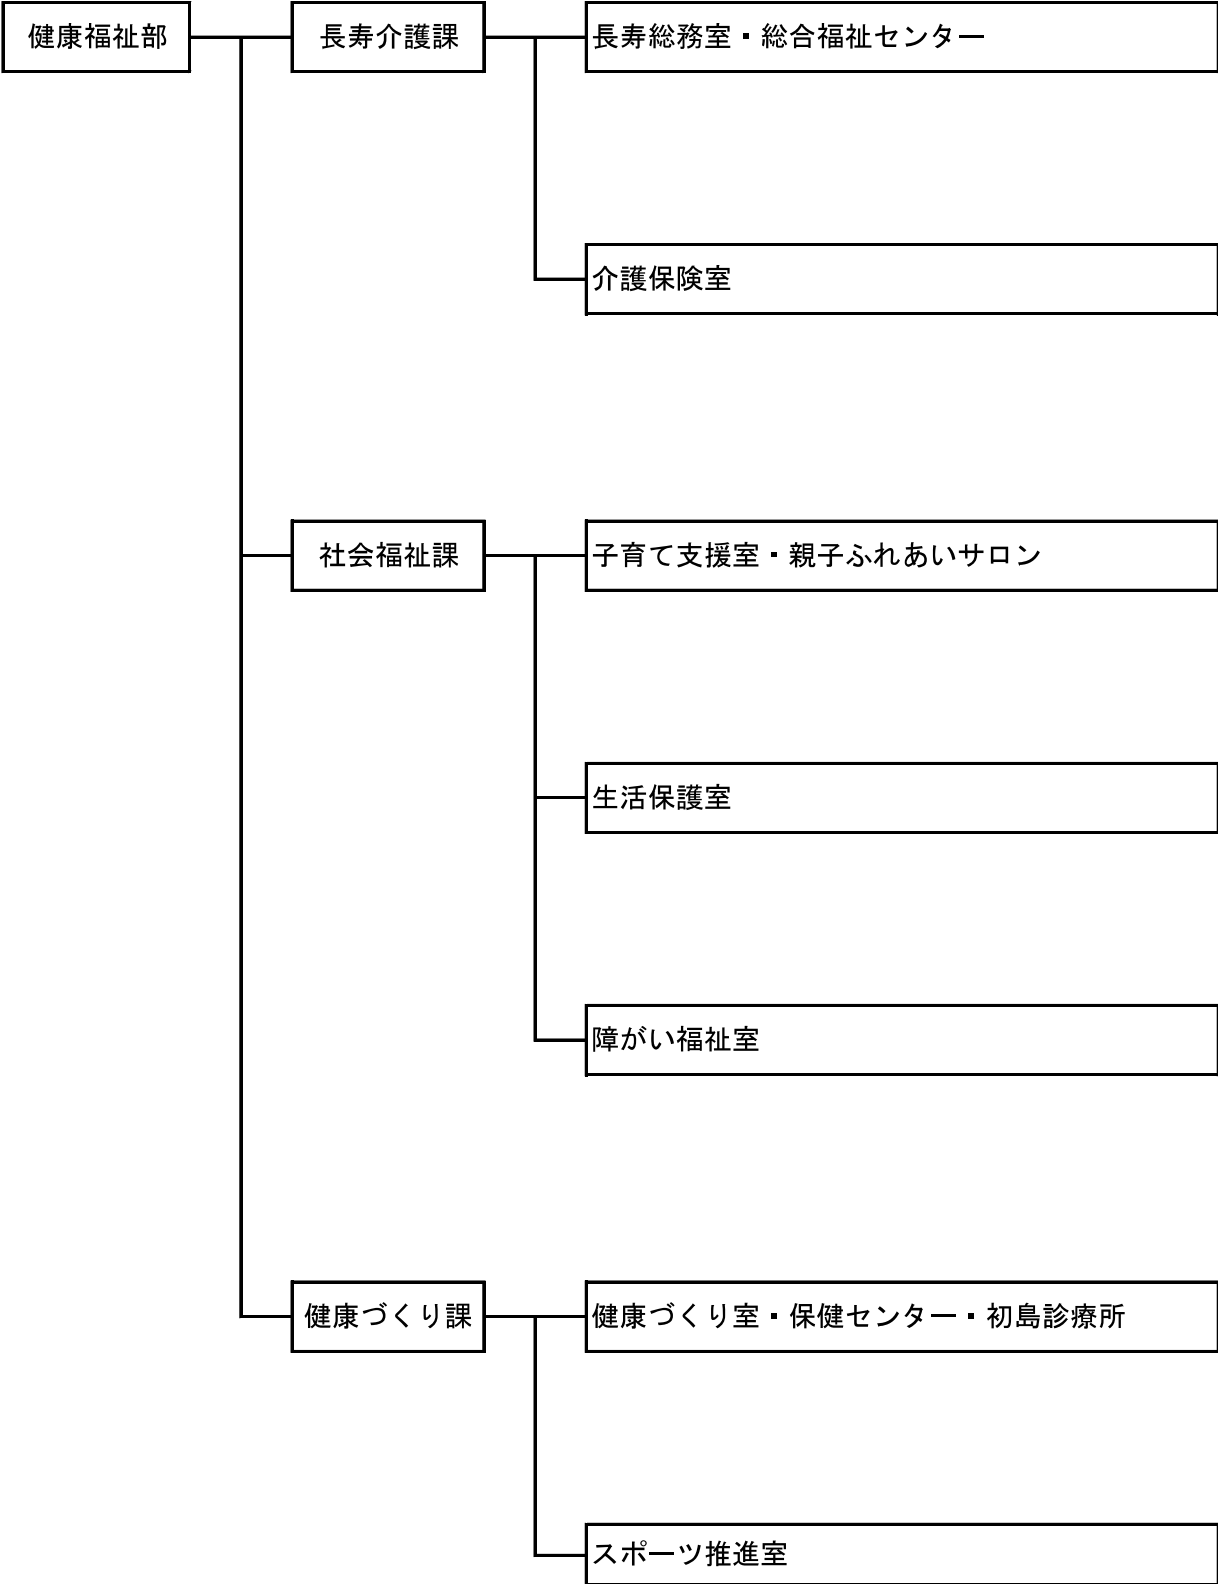 健康福祉部
長寿介護課
長寿総務室・総合福祉センター
介護保険室
社会福祉課
子育て支援室・親子ふれあいサロン
生活保護室
障がい福祉室
健康づくり課
健康づくり室・保健センター・初島診療所
スポーツ推進室